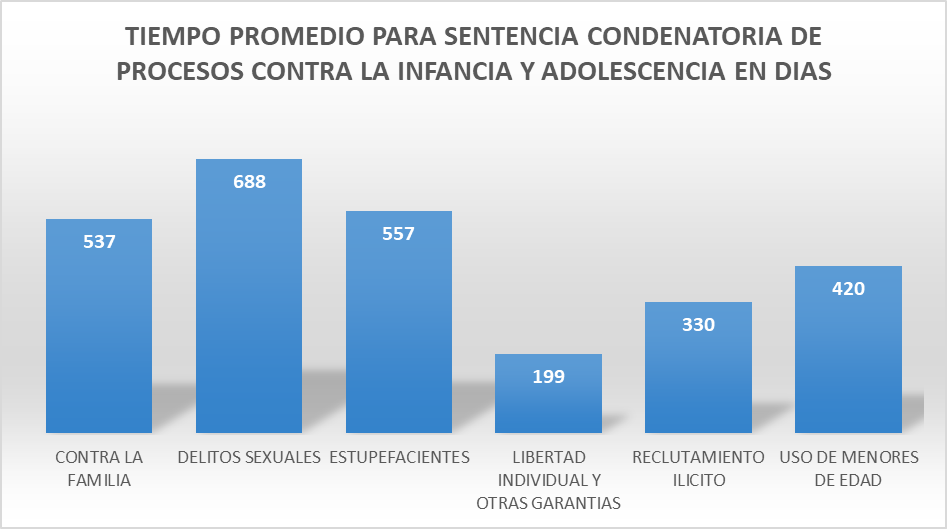 TIEMPO PROMEDIO PARA SENTENCIA CONDENATORIA DE
PROCESOS CONTRA LA INFANCIA Y ADOLESCENCIA EN DIAS
537
688
557
199
330
420
CONTRA LA
FAMILIA
DELITOS SEXUALES
ESTUPEFACIENTES
LIBERTAD
INDIVIDUAL Y
OTRAS GARANTIAS
RECLUTAMIENTO
ILICITO
USO DE MENORES
DE EDAD